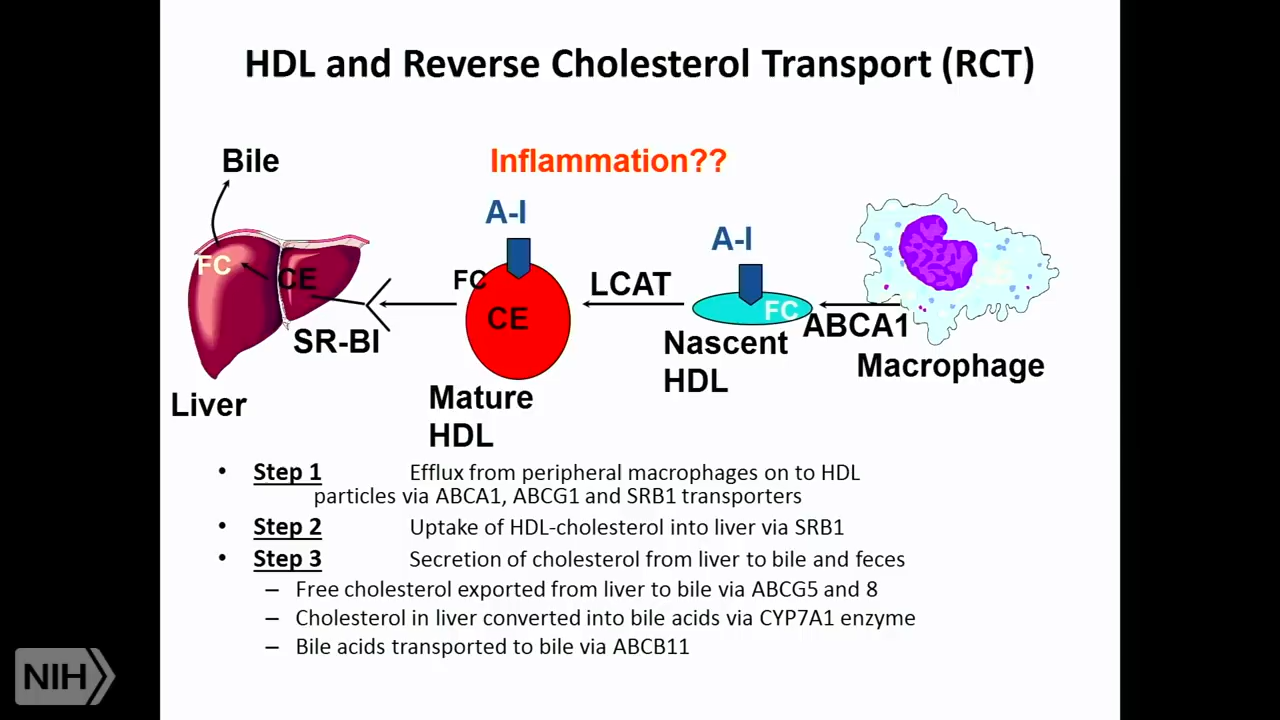 HDL and Reverse Cholesterol Transport (RCT)
Bile
Inflammation??
A-I
A-I
FC
CE
FC
CE
LCAT
FC
ABCA1
SR-BI
Nascent
HDL
Macrophage
Liver
Mature
HDL
• Step 1 Efflux from peripheral macrophages on to HDL
particles via ABCA1, ABCG1 and SRB1 transporters
• Step 2 Uptake of HDL-cholesterol into liver via SRB1
• Step 3 Secretion of cholesterol from liver to bile and feces
– Free cholesterol exported from liver to bile via ABCG5 and 8
– Cholesterol in liver converted into bile acids via CYP7A1 enzyme
– Bile acids transported to bile via ABCB11
NIH